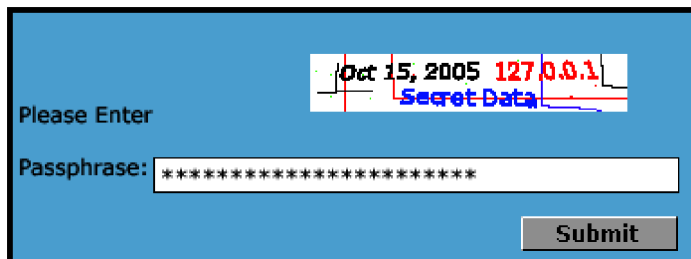 Oct 15, 2005 127.0.0.1
Secret Data
Please Enter
Passphrase: ***********************
Submit